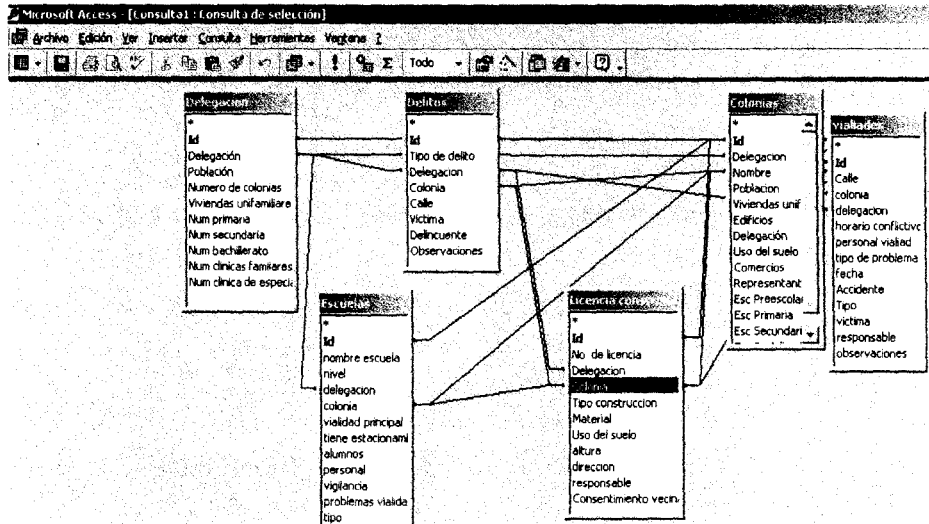 Microsoft Access - [Consulta1 : Consulta de selección]
Archivo Edición Ver Insertar Consulta Herramientas Ventana ?
Todo
Delegacion
*
Id
Delegación
Población
Numero de colonias
Viviendas unifamiliare
Num primaria
Num secundaria
Num bachillerato
Num clinicas familiares
Num clinica de especia
Delitos
*
Id
Tipo de delito
Delegacion
Colonia
Calle
Victima
Delincuente
Observaciones
Colonias
*
Id
Delegacion
Nombre
Poblacion
Viviendas unif
Edificios
Delegación
Uso del suelo
Comercios
Representant
Esc Preescolar
Esc Primaria
Esc Secundari
*
Id
Calle
colonia
delegacion
horario conflictivo
personal vialiad
tipo de problema
fecha
Accidente
Tipo
victima
responsable
observaciones
Escuelas
*
Id
nombre escuela
nivel
delegacion
colonia
vialidad principal
tiene estacionami
alumnos
personal
vigilancia
problemas vialida
tipo
Licencia cons
*
Id
No. de licencia
Delegacion
Colonia
Tipo construccion
Material
Uso del suelo
altura
direccion
responsable
Consentimiento vecin